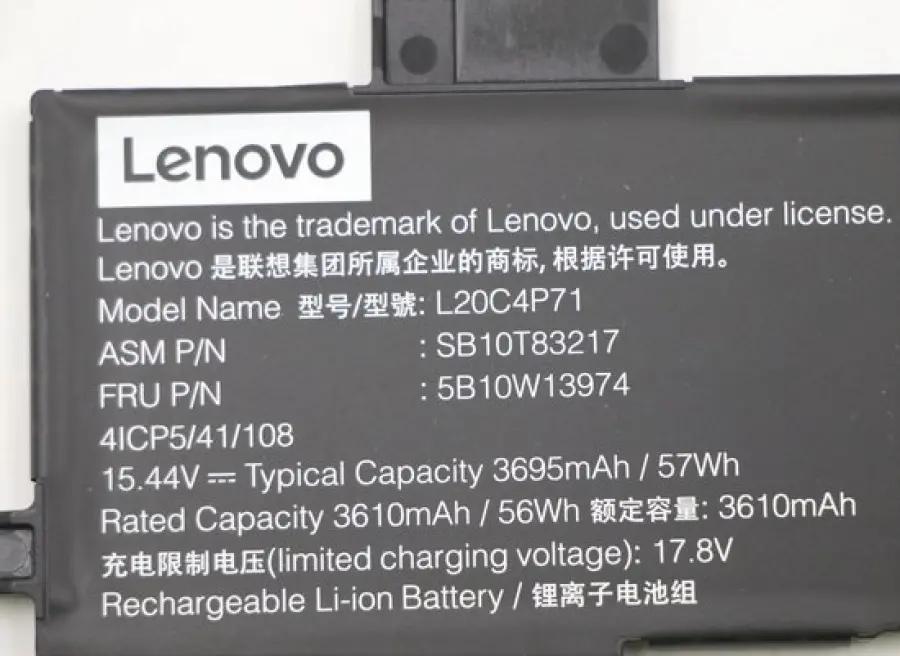 Lenovo
Lenovo is the trademark of Lenovo, used under license.
Lenovo 是联想集团所属企业的商标, 根据许可使用。
Model Name 型号/型號: L20C4P71
ASM P/N : SB10T83217
FRU P/N : 5B10W13974
4ICP5/41/108
15.44V ⎓ Typical Capacity 3695mAh / 57Wh
Rated Capacity 3610mAh / 56Wh 额定容量: 3610mAh
充电限制电压(limited charging voltage): 17.8V
Rechargeable Li-ion Battery / 锂离子电池组